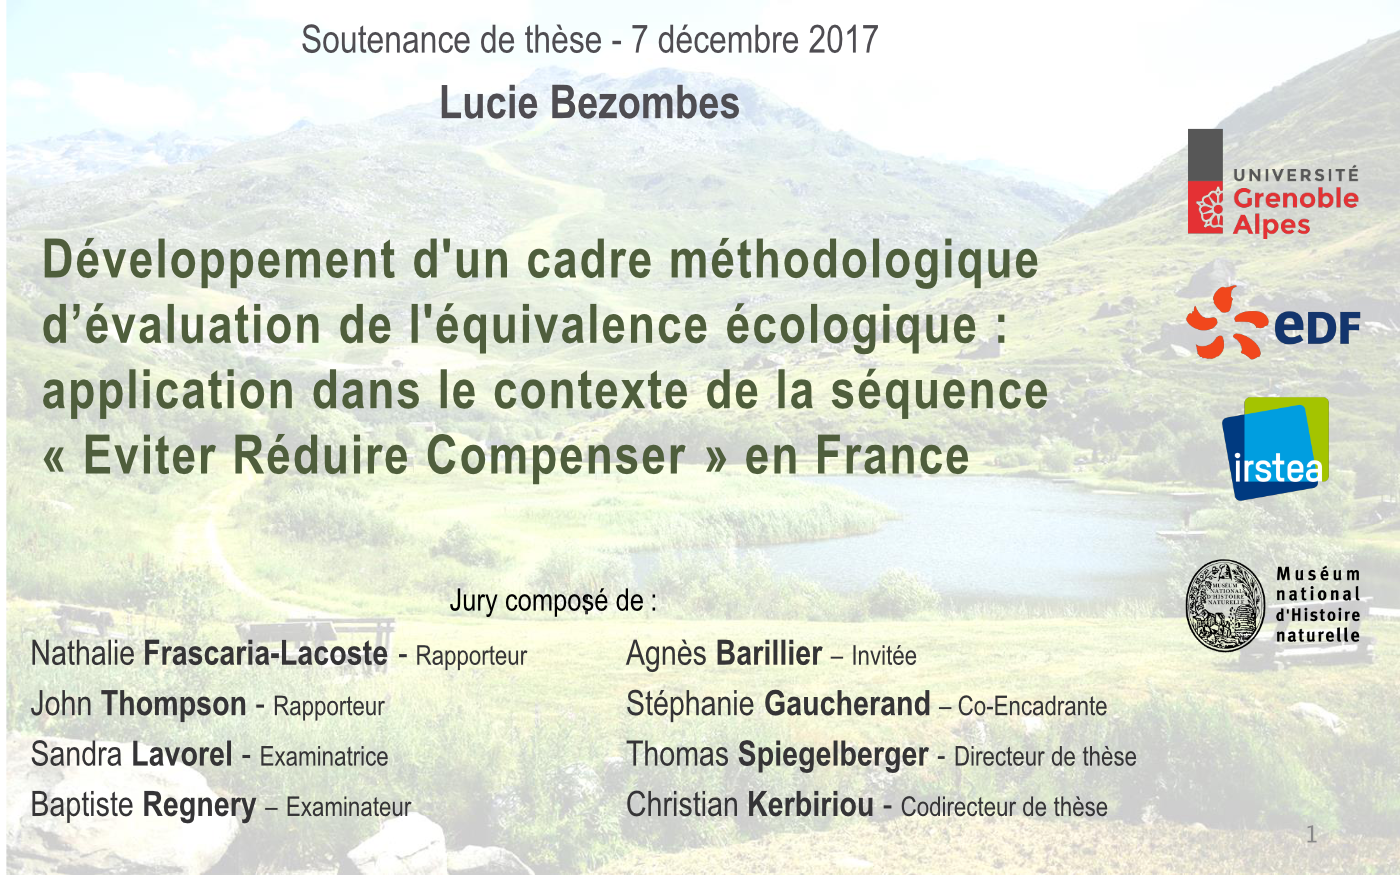 Soutenance de thèse - 7 décembre 2017
Lucie Bezombes
Développement d'un cadre méthodologique
d’évaluation de l'équivalence écologique :
application dans le contexte de la séquence
« Eviter Réduire Compenser » en France
UNIVERSITÉ
Grenoble
Alpes
eDF
irstea
MUSÉUM
NATIONAL
D'HISTOIRE
NATURELLE
Muséum
national
d'Histoire
naturelle
Jury composé de :
Nathalie Frascaria-Lacoste - Rapporteur
John Thompson - Rapporteur
Sandra Lavorel - Examinatrice
Baptiste Regnery – Examinateur
Agnès Barillier – Invitée
Stéphanie Gaucherand – Co-Encadrante
Thomas Spiegelberger - Directeur de thèse
Christian Kerbiriou - Codirecteur de thèse
1